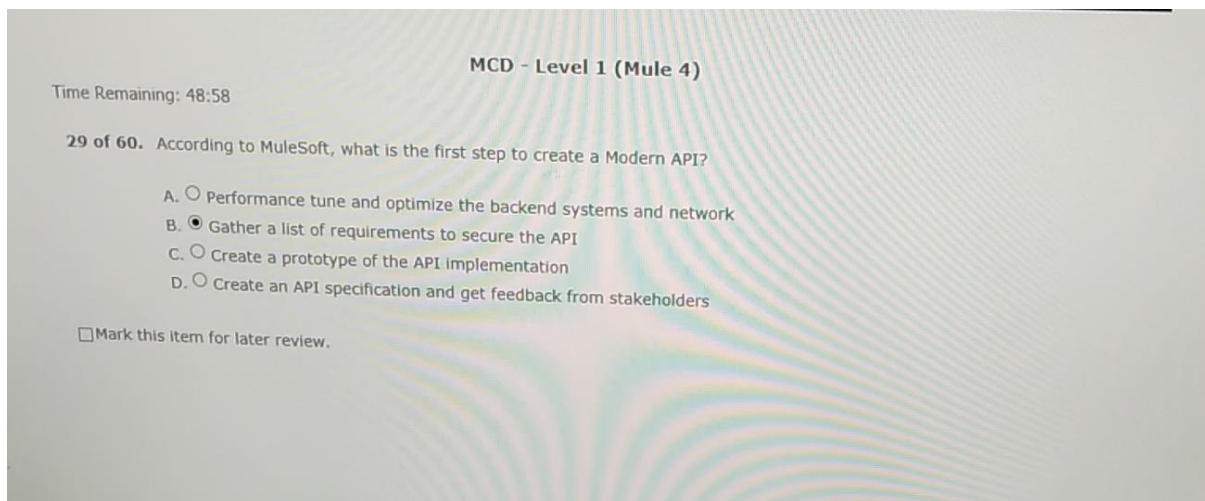 MCD - Level 1 (Mule 4)
Time Remaining: 48:58
29 of 60. According to MuleSoft, what is the first step to create a Modern API?
A. Performance tune and optimize the backend systems and network
B. Gather a list of requirements to secure the API
C. Create a prototype of the API implementation
D. Create an API specification and get feedback from stakeholders
Mark this item for later review.